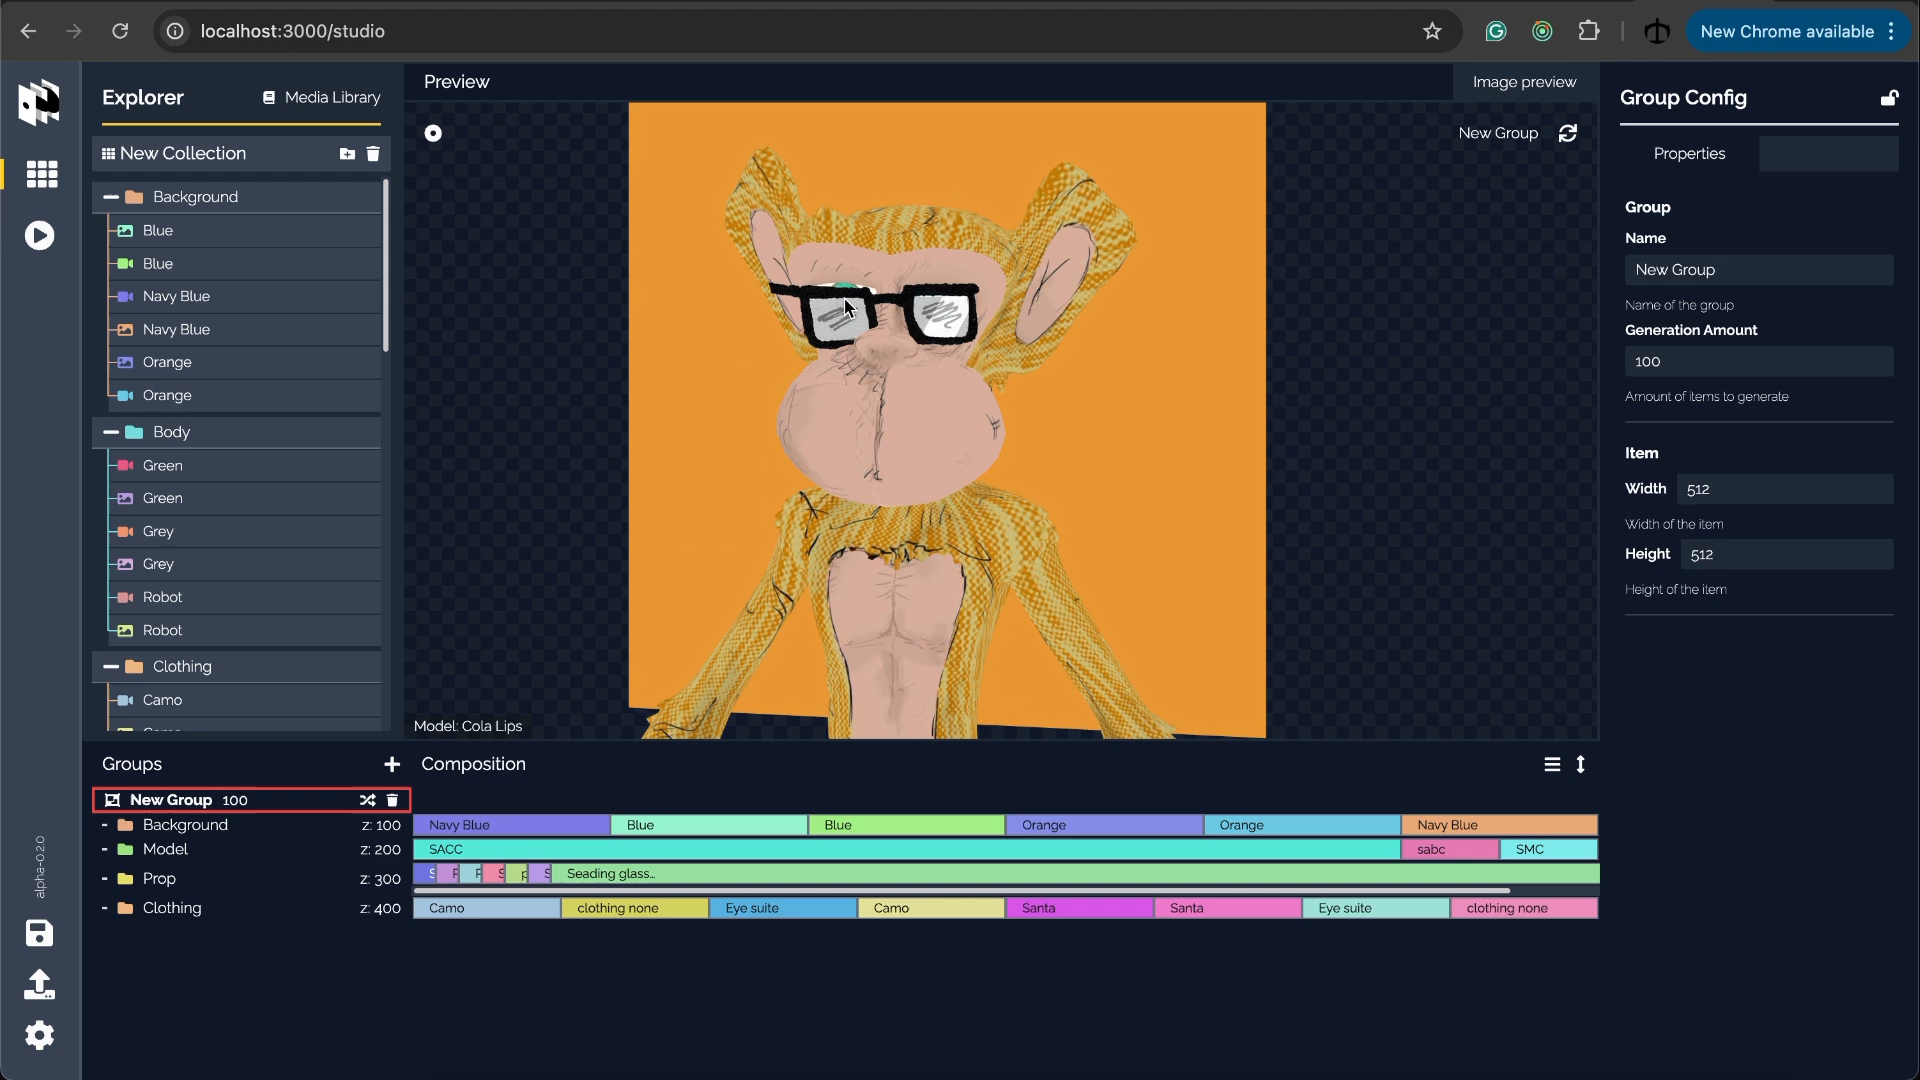 localhost:3000/studio
New Chrome available
Explorer
Media Library
New Collection
Background
Blue
Blue
Navy Blue
Navy Blue
Orange
Orange
Body
Green
Green
Grey
Grey
Robot
Robot
Clothing
Camo
Preview
Image preview
New Group
Model: Cola Lips
Group Config
Properties
Group
Name
New Group
Name of the group
Generation Amount
100
Amount of items to generate
Item
Width 512
Width of the item
Height 512
Height of the item
Groups
Composition
New Group 100
- Background z: 100 Navy Blue Blue Blue Orange Orange Navy Blue
- Model z: 200 SACC sabc SMC
- Prop z: 300 Seading glass...
- Clothing z: 400 Camo clothing none Eye suite Camo Santa Santa Eye suite clothing none
alpha-0.2.0